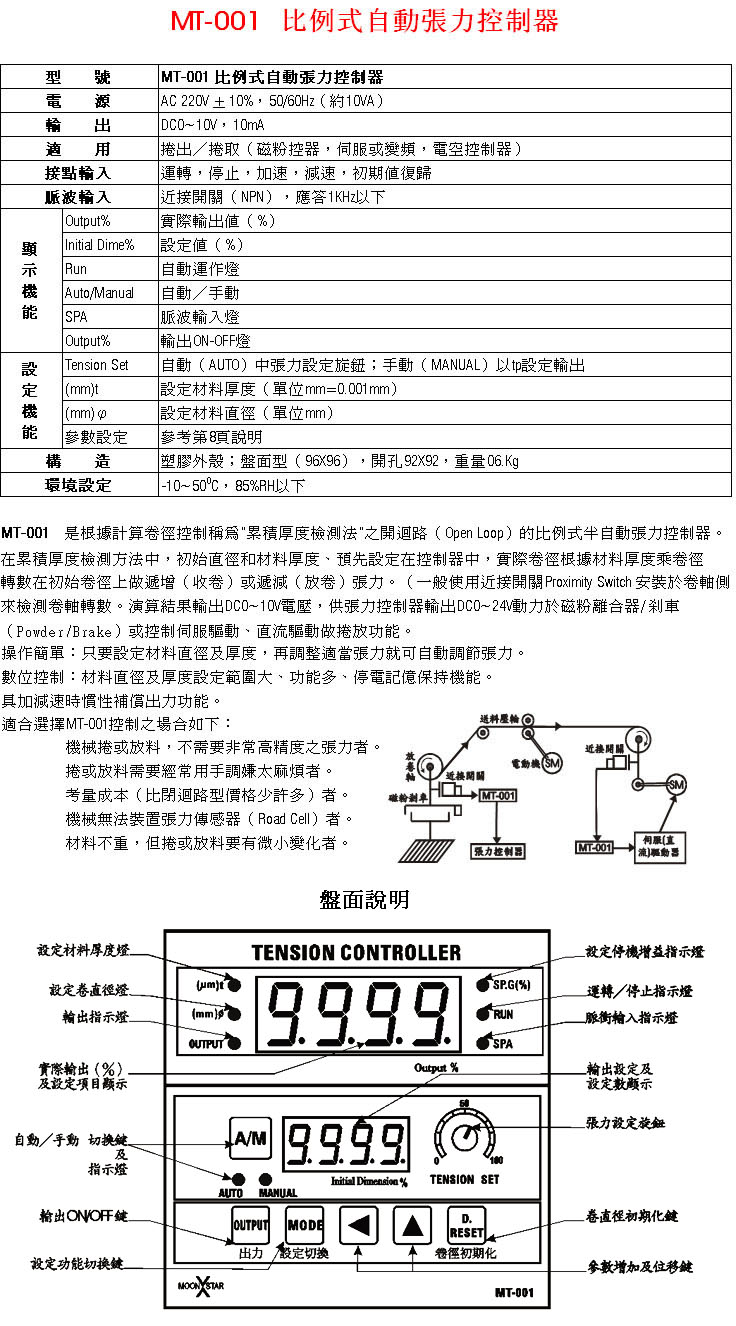 MT-001 比例式自動張力控制器
型 號 MT-001 比例式自動張力控制器
電 源 AC 220V ± 10%，50/60Hz（約10VA）
輸 出 DC0~10V，10mA
適 用 捲出／捲取（磁粉控器，伺服或變頻，電空控制器）
接點輸入 運轉，停止，加速，減速，初期值復歸
脈波輸入 近接開關（NPN），應答1KHz以下
顯示機能
Output% 實際輸出值（%）
Initial Dime% 設定值（%）
Run 自動運作燈
Auto/Manual 自動／手動
SPA 脈波輸入燈
Output% 輸出ON-OFF燈
設定機能
Tension Set 自動（AUTO）中張力設定旋鈕；手動（MANUAL）以tp設定輸出
(mm)t 設定材料厚度（單位mm=0.001mm）
(mm)φ 設定材料直徑（單位mm）
參數設定 參考第8頁說明
構 造 塑膠外殼；盤面型（96X96），開孔92X92，重量06.Kg
環境設定 -10~50⁰C，85%RH以下
MT-001 是根據計算卷徑控制稱為"累積厚度檢測法"之開迴路（Open Loop）的比例式半自動張力控制器。
在累積厚度檢測方法中，初始直徑和材料厚度、預先設定在控制器中，實際卷徑根據材料厚度乘卷徑
轉數在初始卷徑上做遞增（收卷）或遞減（放卷）張力。（一般使用近接開關Proximity Switch 安裝於卷軸側
來檢測卷軸轉數。演算結果輸出DC0~10V電壓，供張力控制器輸出DC0~24V動力於磁粉離合器/剎車
（Powder/Brake）或控制伺服驅動、直流驅動做捲放功能。
操作簡單：只要設定材料直徑及厚度，再調整適當張力就可自動調節張力。
數位控制：材料直徑及厚度設定範圍大、功能多、停電記億保持機能。
具加減速時慣性補償出力功能。
適合選擇MT-001控制之場合如下：
機械捲或放料，不需要非常高精度之張力者。
捲或放料需要經常用手調嫌太麻煩者。
考量成本（比閉迴路型價格少許多）者。
機械無法裝置張力傳感器（Road Cell）者。
材料不重，但捲或放料要有微小變化者。
送料壓輪
放卷軸
近接開關
電動機
SM
磁粉剎車
MT-001
張力控制器
近接開關
SM
MT-001
伺服(直
流)驅動器
盤面說明
設定材料厚度燈
設定卷直徑燈
輸出指示燈
實際輸出（%）
及設定項目顯示
自動／手動 切換鍵
及
指示燈
輸出ON/OFF鍵
設定功能切換鍵
TENSION CONTROLLER
(μm)t
(mm)ø
OUTPUT
9.9.9.9
SP.G(%)
RUN
SPA
Output %
A/M
AUTO MANUAL
9.9.9.9
Initial Dimension %
0 50 100
TENSION SET
OUTPUT
MODE
◀
▲
D.
RESET
出力 設定切換 卷徑初期化
MOON STAR
MT-001
設定停機增益指示燈
運轉／停止指示燈
脈衝輸入指示燈
輸出設定及
設定數顯示
張力設定旋鈕
卷直徑初期化鍵
參數增加及位移鍵